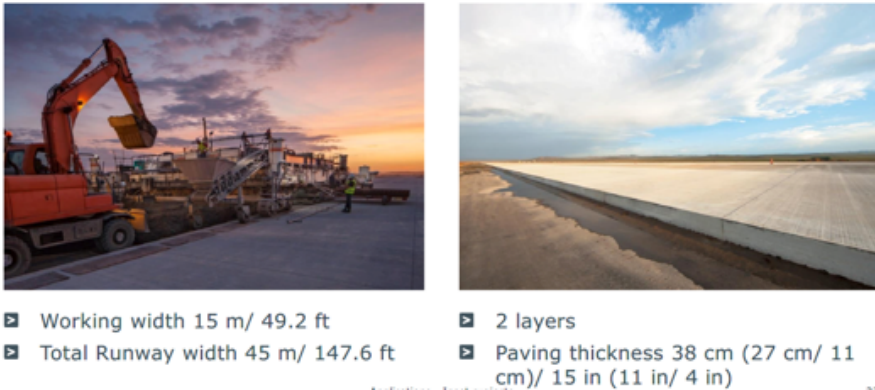 Working width 15 m/ 49.2 ft
Total Runway width 45 m/ 147.6 ft
2 layers
Paving thickness 38 cm (27 cm/ 11
cm)/ 15 in (11 in/ 4 in)